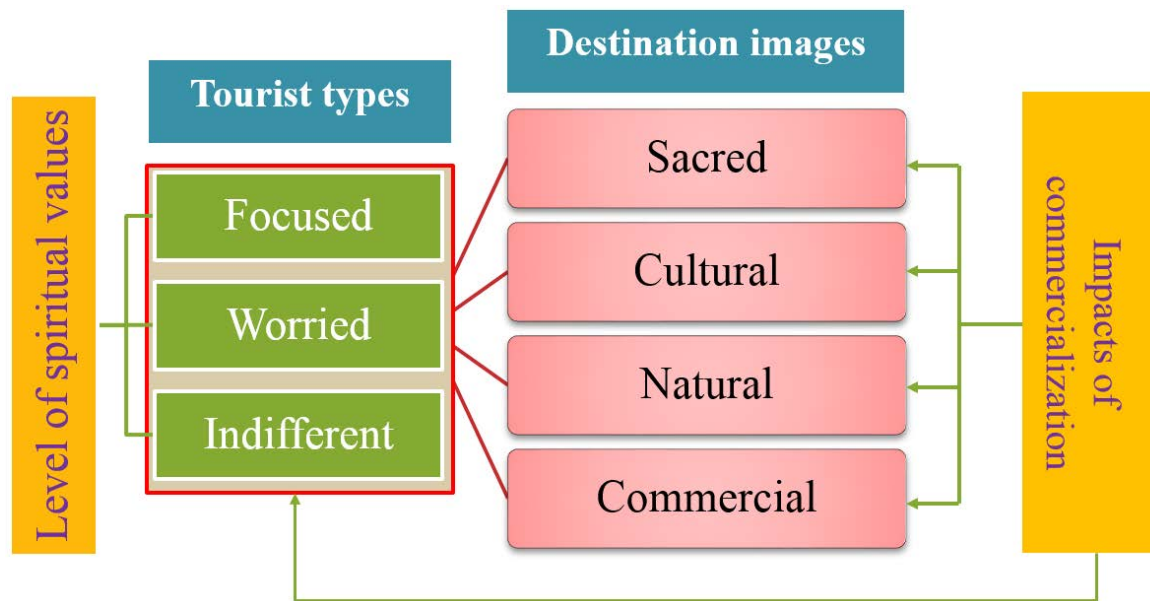 Level of spiritual values
Tourist types
Focused
Worried
Indifferent
Destination images
Sacred
Cultural
Natural
Commercial
Impacts of
commercialization